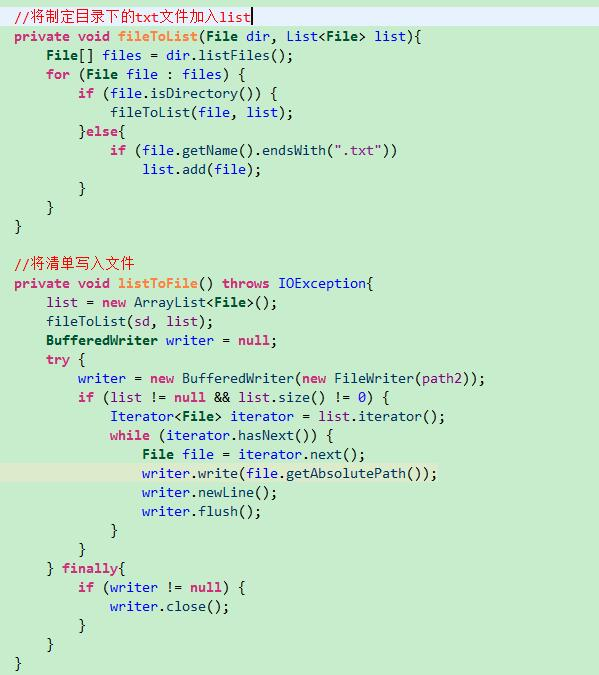 //将制定目录下的txt文件加入list
private void fileToList(File dir, List<File> list){
    File[] files = dir.listFiles();
    for (File file : files) {
        if (file.isDirectory()) {
            fileToList(file, list);
        }else{
            if (file.getName().endsWith(".txt"))
                list.add(file);
        }
    }
}

//将清单写入文件
private void listToFile() throws IOException{
    list = new ArrayList<File>();
    fileToList(sd, list);
    BufferedWriter writer = null;
    try {
        writer = new BufferedWriter(new FileWriter(path2));
        if (list != null && list.size() != 0) {
            Iterator<File> iterator = list.iterator();
            while (iterator.hasNext()) {
                File file = iterator.next();
                writer.write(file.getAbsolutePath());
                writer.newLine();
                writer.flush();
            }
        }
    } finally{
        if (writer != null) {
            writer.close();
        }
    }
}